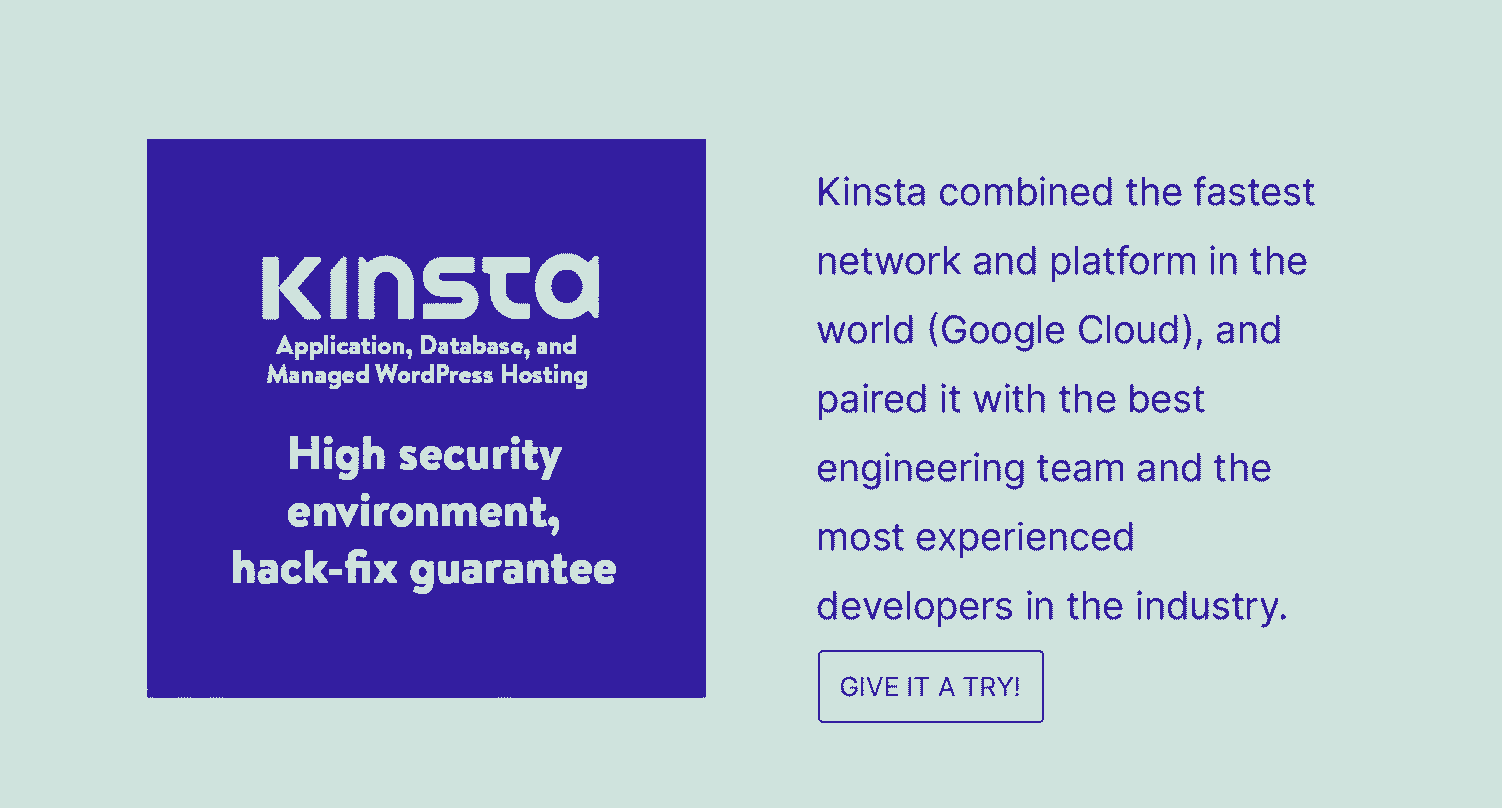 Kinsta
Application, Database, and
Managed WordPress Hosting
High security
environment,
hack-fix guarantee
Kinsta combined the fastest
network and platform in the
world (Google Cloud), and
paired it with the best
engineering team and the
most experienced
developers in the industry.
GIVE IT A TRY!